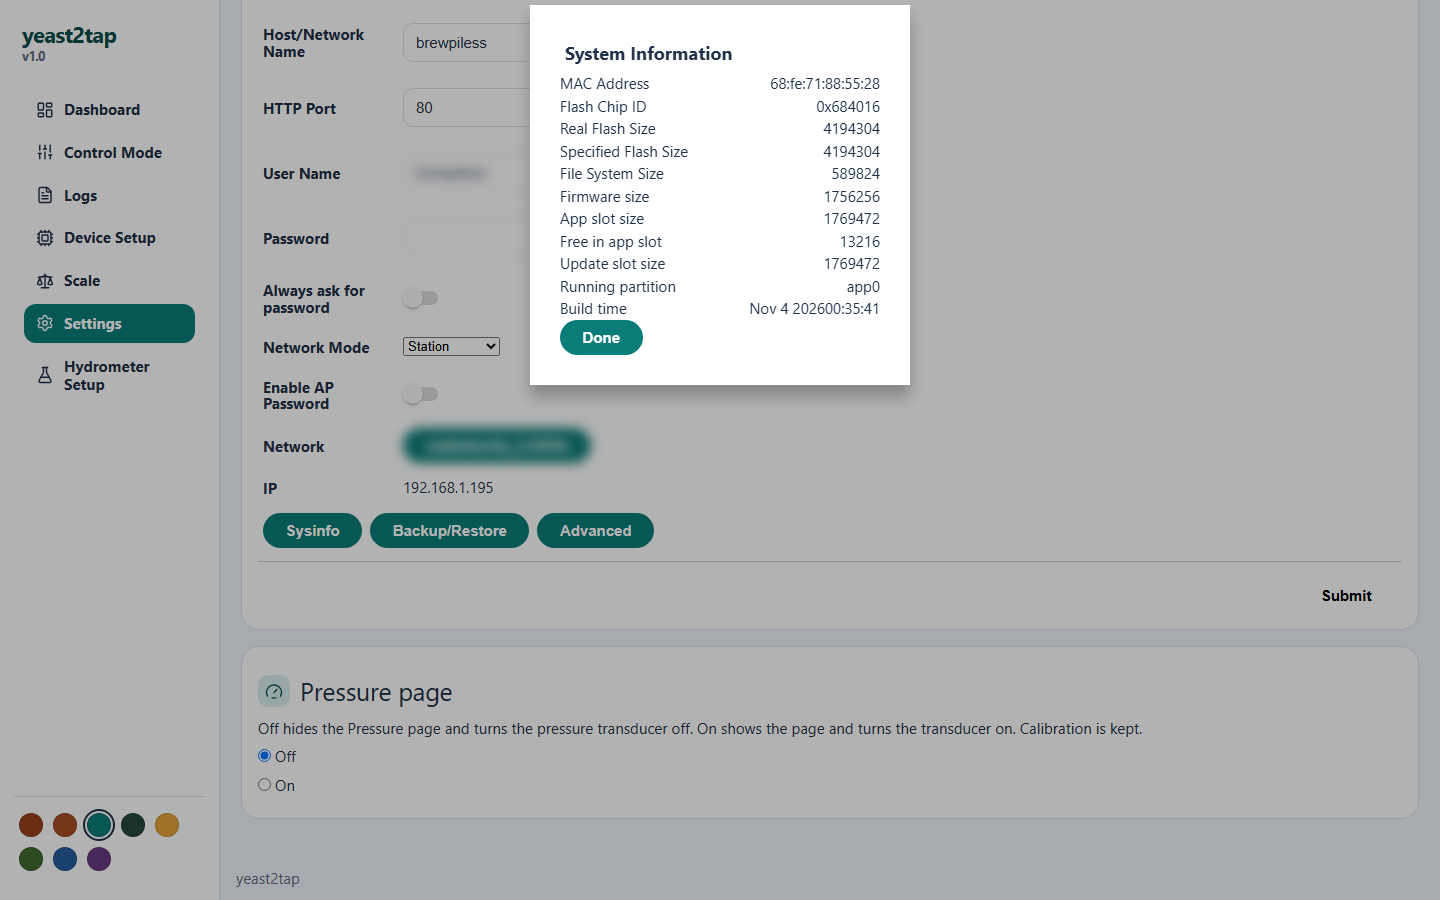 yeast2tap
v1.0
Dashboard
Control Mode
Logs
Device Setup
Scale
Settings
Hydrometer
Setup
Host/Network
Name
brewpiless
HTTP Port
80
User Name
Password
Always ask for
password
Network Mode
Station
Enable AP
Password
Network
IP
192.168.1.195
Sysinfo
Backup/Restore
Advanced
Submit
System Information
MAC Address 68:fe:71:88:55:28
Flash Chip ID 0x684016
Real Flash Size 4194304
Specified Flash Size 4194304
File System Size 589824
Firmware size 1756256
App slot size 1769472
Free in app slot 13216
Update slot size 1769472
Running partition app0
Build time Nov 4 202600:35:41
Done
Pressure page
Off hides the Pressure page and turns the pressure transducer off. On shows the page and turns the transducer on. Calibration is kept.
Off
On
yeast2tap